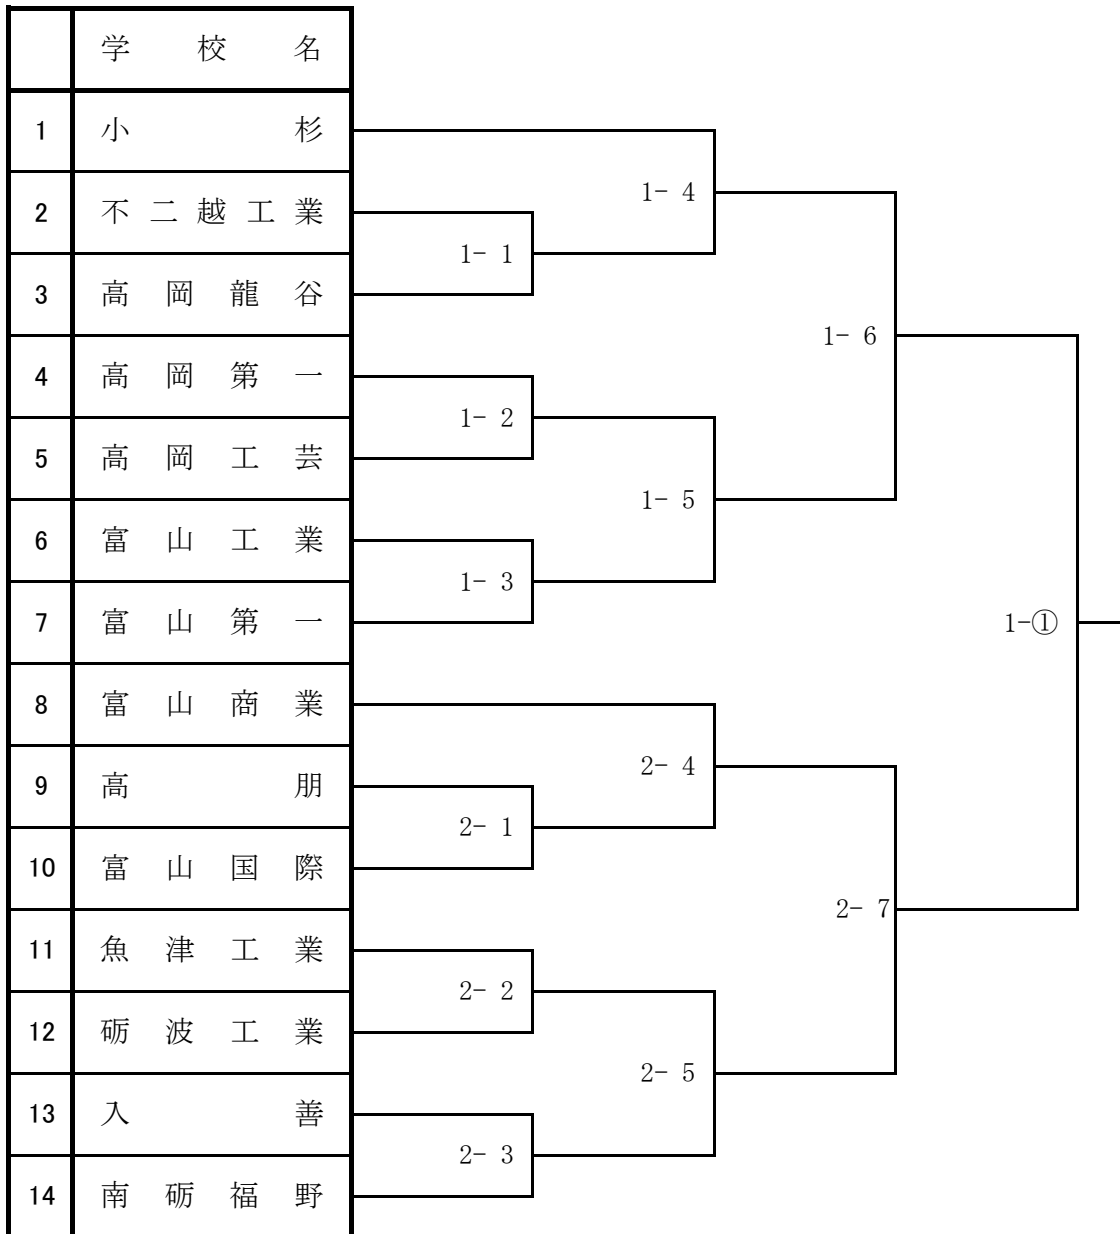 学校名
1 小杉
1- 4
2 不二越工業
1- 1
3 高岡龍谷
1- 6
4 高岡第一
1- 2
5 高岡工芸
1- 5
6 富山工業
1- 3
7 富山第一
1-①
8 富山商業
2- 4
9 高朋
2- 1
10 富山国際
2- 7
11 魚津工業
2- 2
12 砺波工業
2- 5
13 入善
2- 3
14 南砺福野